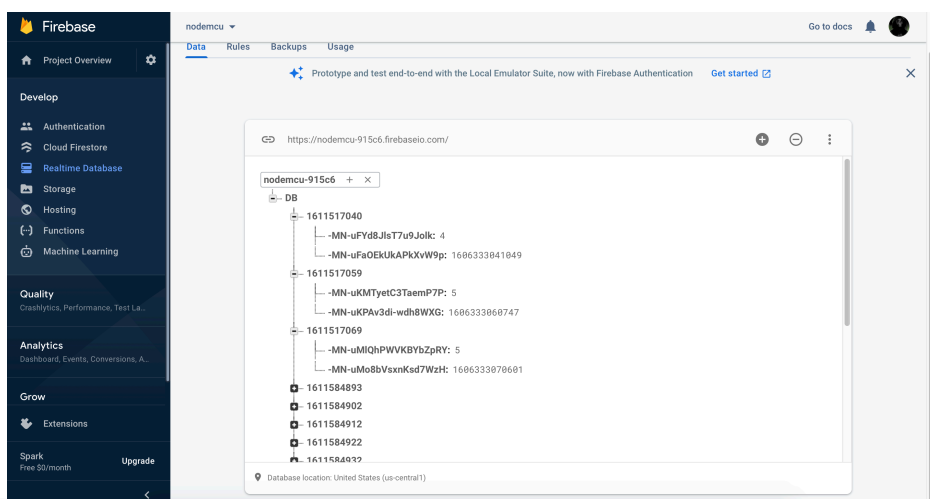 Firebase
nodemcu
Go to docs
Project Overview
Data Rules Backups Usage
Prototype and test end-to-end with the Local Emulator Suite, now with Firebase Authentication Get started
Develop
Authentication
Cloud Firestore
Realtime Database
Storage
Hosting
Functions
Machine Learning
Quality
Crashlytics, Performance, Test La...
Analytics
Dashboard, Events, Conversions, A...
Grow
Extensions
Spark
Free $0/month
Upgrade
https://nodemcu-915c6.firebaseio.com/
nodemcu-915c6
DB
1611517040
-MN-uFYd8JlsT7u9Jolk: 4
-MN-uFaOEkUkAPkXvW9p: 1606333041049
1611517059
-MN-uKMTyetC3TaemP7P: 5
-MN-uKPAv3di-wdh8WXG: 1606333060747
1611517069
-MN-uMlQhPWVKBYbZpRY: 5
-MN-uMo8bVsxnKsd7WzH: 1606333070601
1611584893
1611584902
1611584912
1611584922
1611584932
Database location: United States (us-central1)